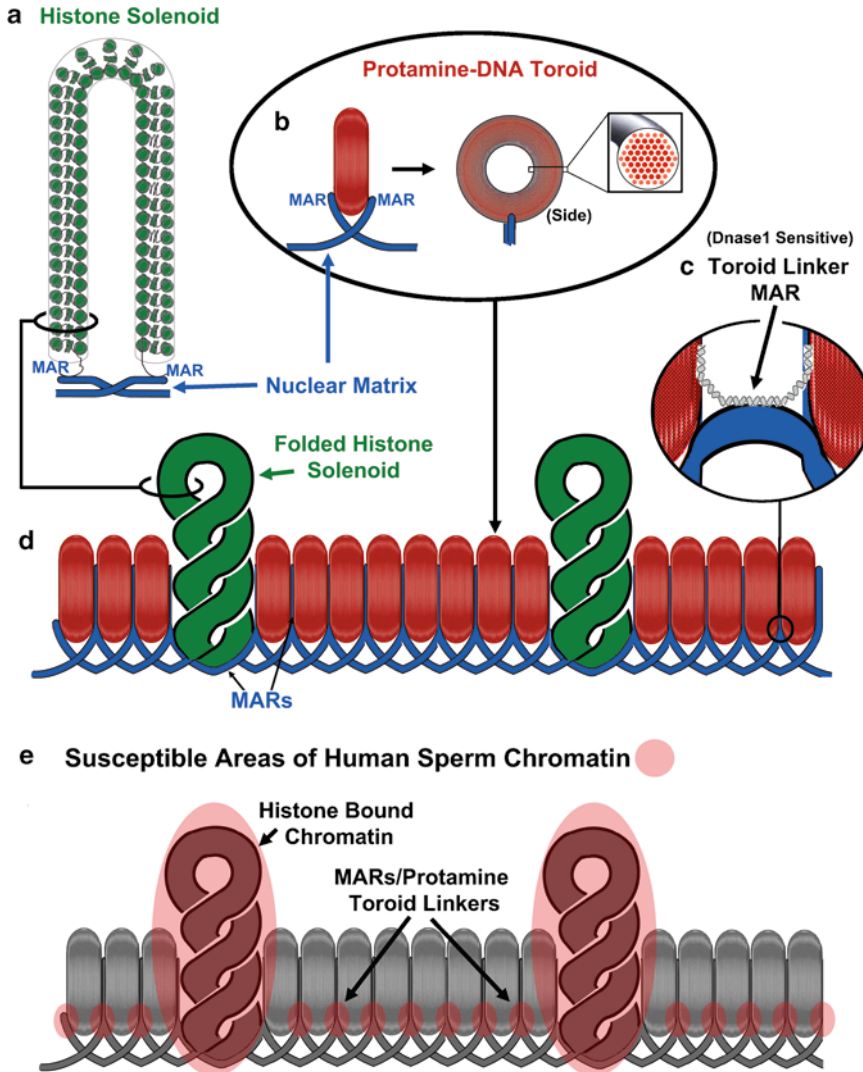 a Histone Solenoid
Protamine-DNA Toroid
b
MAR
MAR
(Side)
(Dnase1 Sensitive)
c Toroid Linker
MAR
MAR
MAR
Nuclear Matrix
Folded Histone
Solenoid
d
MARs
e Susceptible Areas of Human Sperm Chromatin
Histone Bound
Chromatin
MARs/Protamine
Toroid Linkers